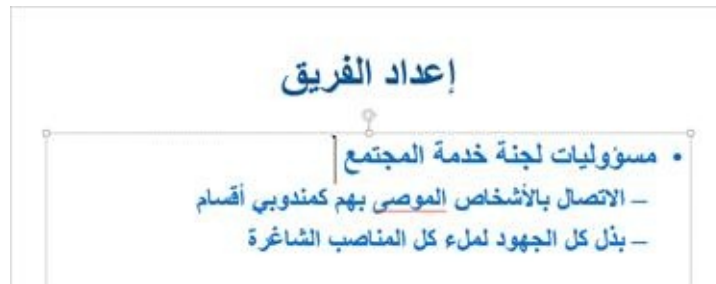 إعداد الفريق
• مسؤوليات لجنة خدمة المجتمع
– الاتصال بالأشخاص الموصى بهم كمندوبي أقسام
– بذل كل الجهود لملء كل المناصب الشاغرة